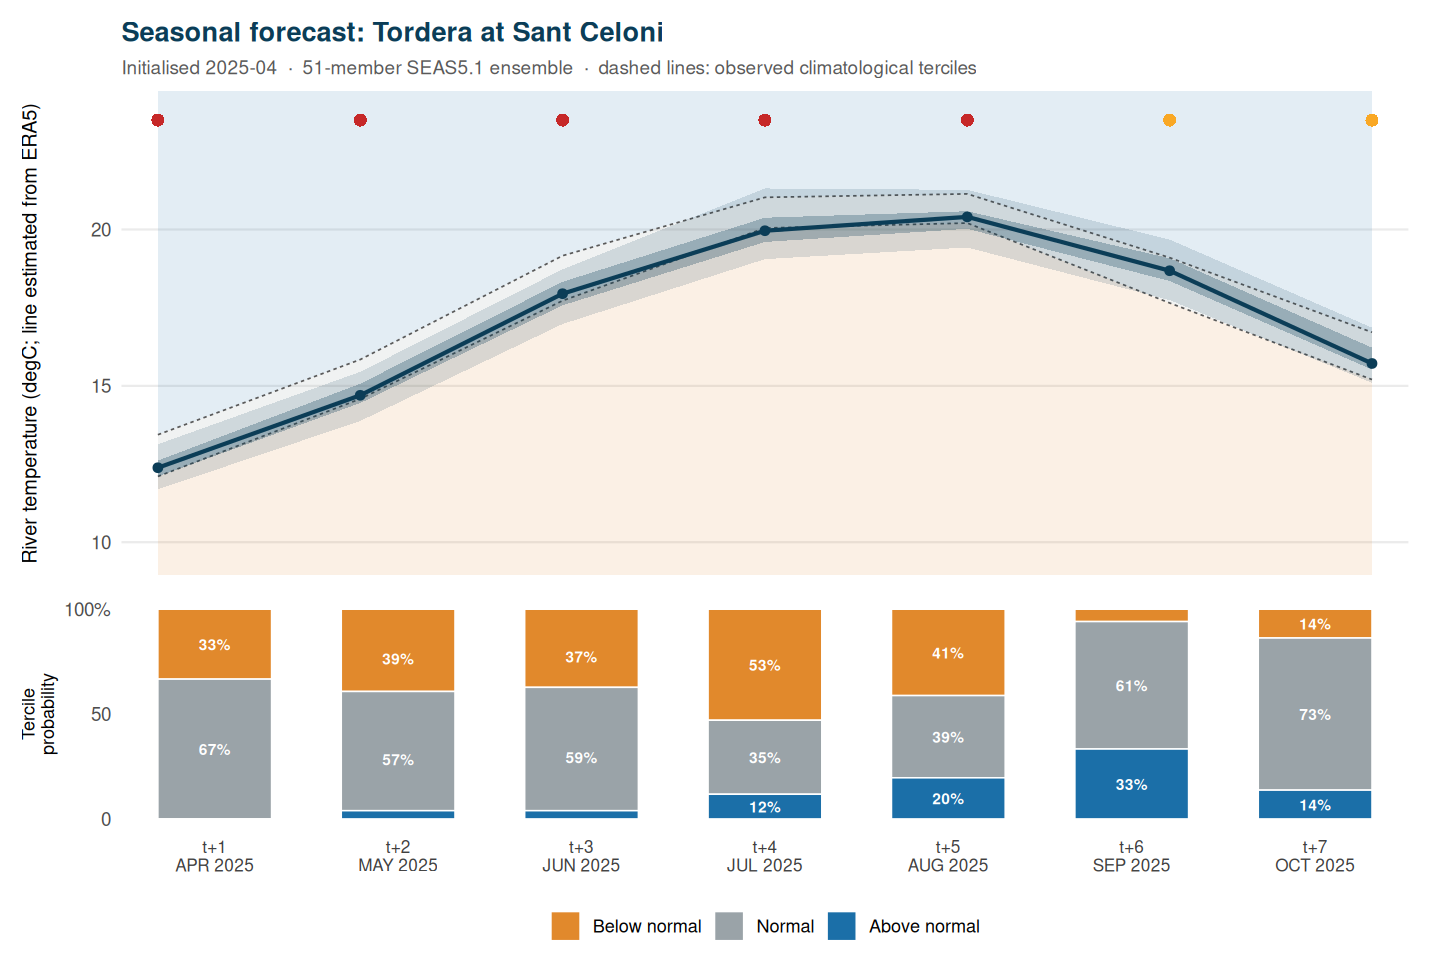 Seasonal forecast: Tordera at Sant Celoni
Initialised 2025-04 · 51-member SEAS5.1 ensemble · dashed lines: observed climatological terciles
River temperature (degC; line estimated from ERA5)
20
15
10
Tercile
probability
100%
50
0
33%
39%
37%
53%
41%
14%
67%
57%
59%
35%
39%
61%
73%
12%
20%
33%
14%
t+1
APR 2025
t+2
MAY 2025
t+3
JUN 2025
t+4
JUL 2025
t+5
AUG 2025
t+6
SEP 2025
t+7
OCT 2025
Below normal
Normal
Above normal